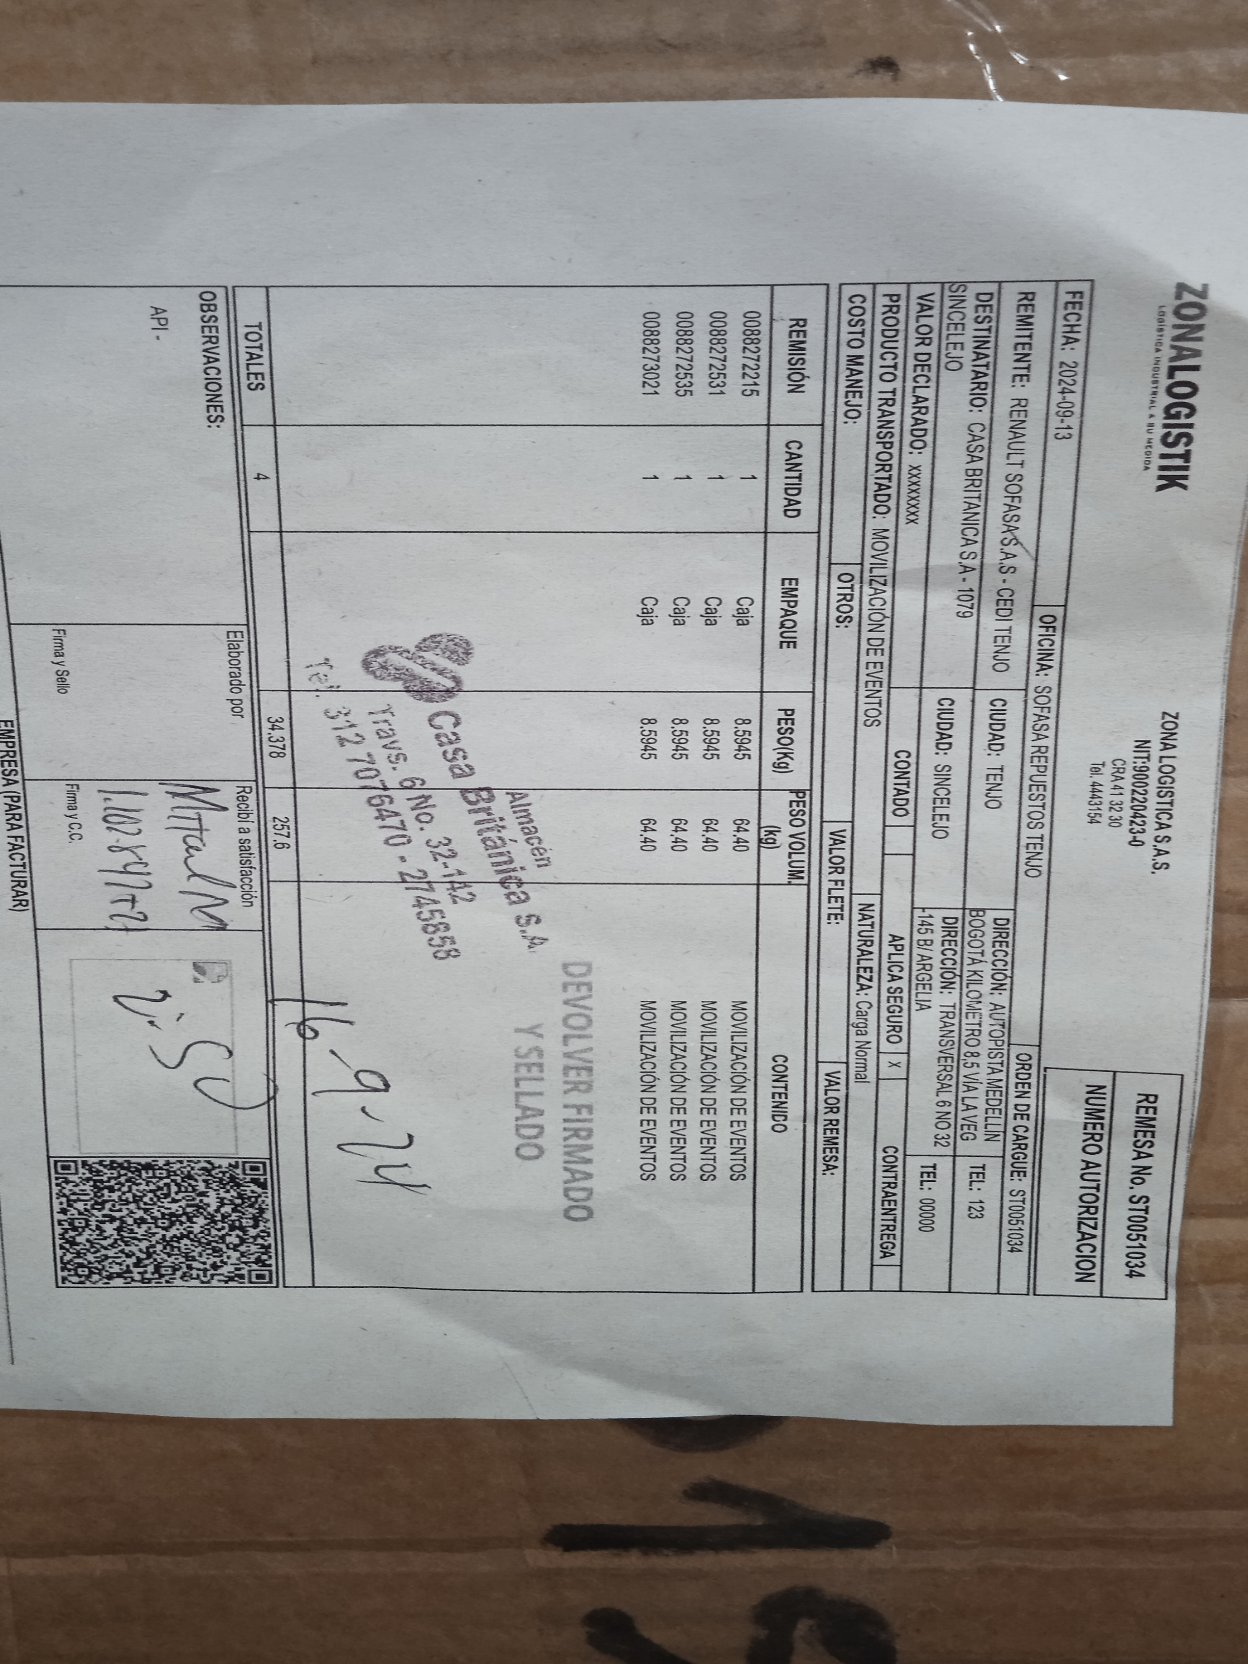 ZONALOGISTIK
LOGÍSTICA INDUSTRIAL A SU MEDIDA
ZONA LOGISTICA S.A.S.
NIT:900220423-0
CRA 41 32 30
Tel. 4443154
REMESA No. ST0051034
NUMERO AUTORIZACION
FECHA: 2024-09-13
OFICINA: SOFASA REPUESTOS TENJO
ORDEN DE CARGUE: ST0051034
REMITENTE: RENAULT SOFASA S.A.S - CEDI TENJO
CIUDAD: TENJO
DIRECCIÓN: AUTOPISTA MEDELLÍN
BOGOTÁ KILOMETRO 8.5 VÍA LA VEG
TEL: 123
DESTINATARIO: CASA BRITANICA S.A - 1079
SINCELEJO
CIUDAD: SINCELEJO
DIRECCIÓN: TRANSVERSAL 6 NO 32
-145 B/ ARGELIA
TEL: 00000
VALOR DECLARADO: xxxxxxxx
CONTADO
APLICA SEGURO X
CONTRAENTREGA
PRODUCTO TRANSPORTADO: MOVILIZACIÓN DE EVENTOS
NATURALEZA: Carga Normal
COSTO MANEJO:
OTROS:
VALOR FLETE:
VALOR REMESA:
REMISIÓN CANTIDAD EMPAQUE PESO(Kg) PESO VOLUM. (kg) CONTENIDO
0088272215 1 Caja 8.5945 64.40 MOVILIZACIÓN DE EVENTOS
0088272531 1 Caja 8.5945 64.40 MOVILIZACIÓN DE EVENTOS
0088272535 1 Caja 8.5945 64.40 MOVILIZACIÓN DE EVENTOS
0088273021 1 Caja 8.5945 64.40 MOVILIZACIÓN DE EVENTOS
DEVOLVER FIRMADO
Y SELLADO
Almacén
Casa Británica S.A.
Travs. 6 No. 32-142
Tel.: 312 7076470 - 2745858
16-9-24
TOTALES 4 34.378 257.6
OBSERVACIONES:
API -
Elaborado por
Firma y Sello
Recibí a satisfacción
Firma y C.C.
EMPRESA (PARA FACTURAR)